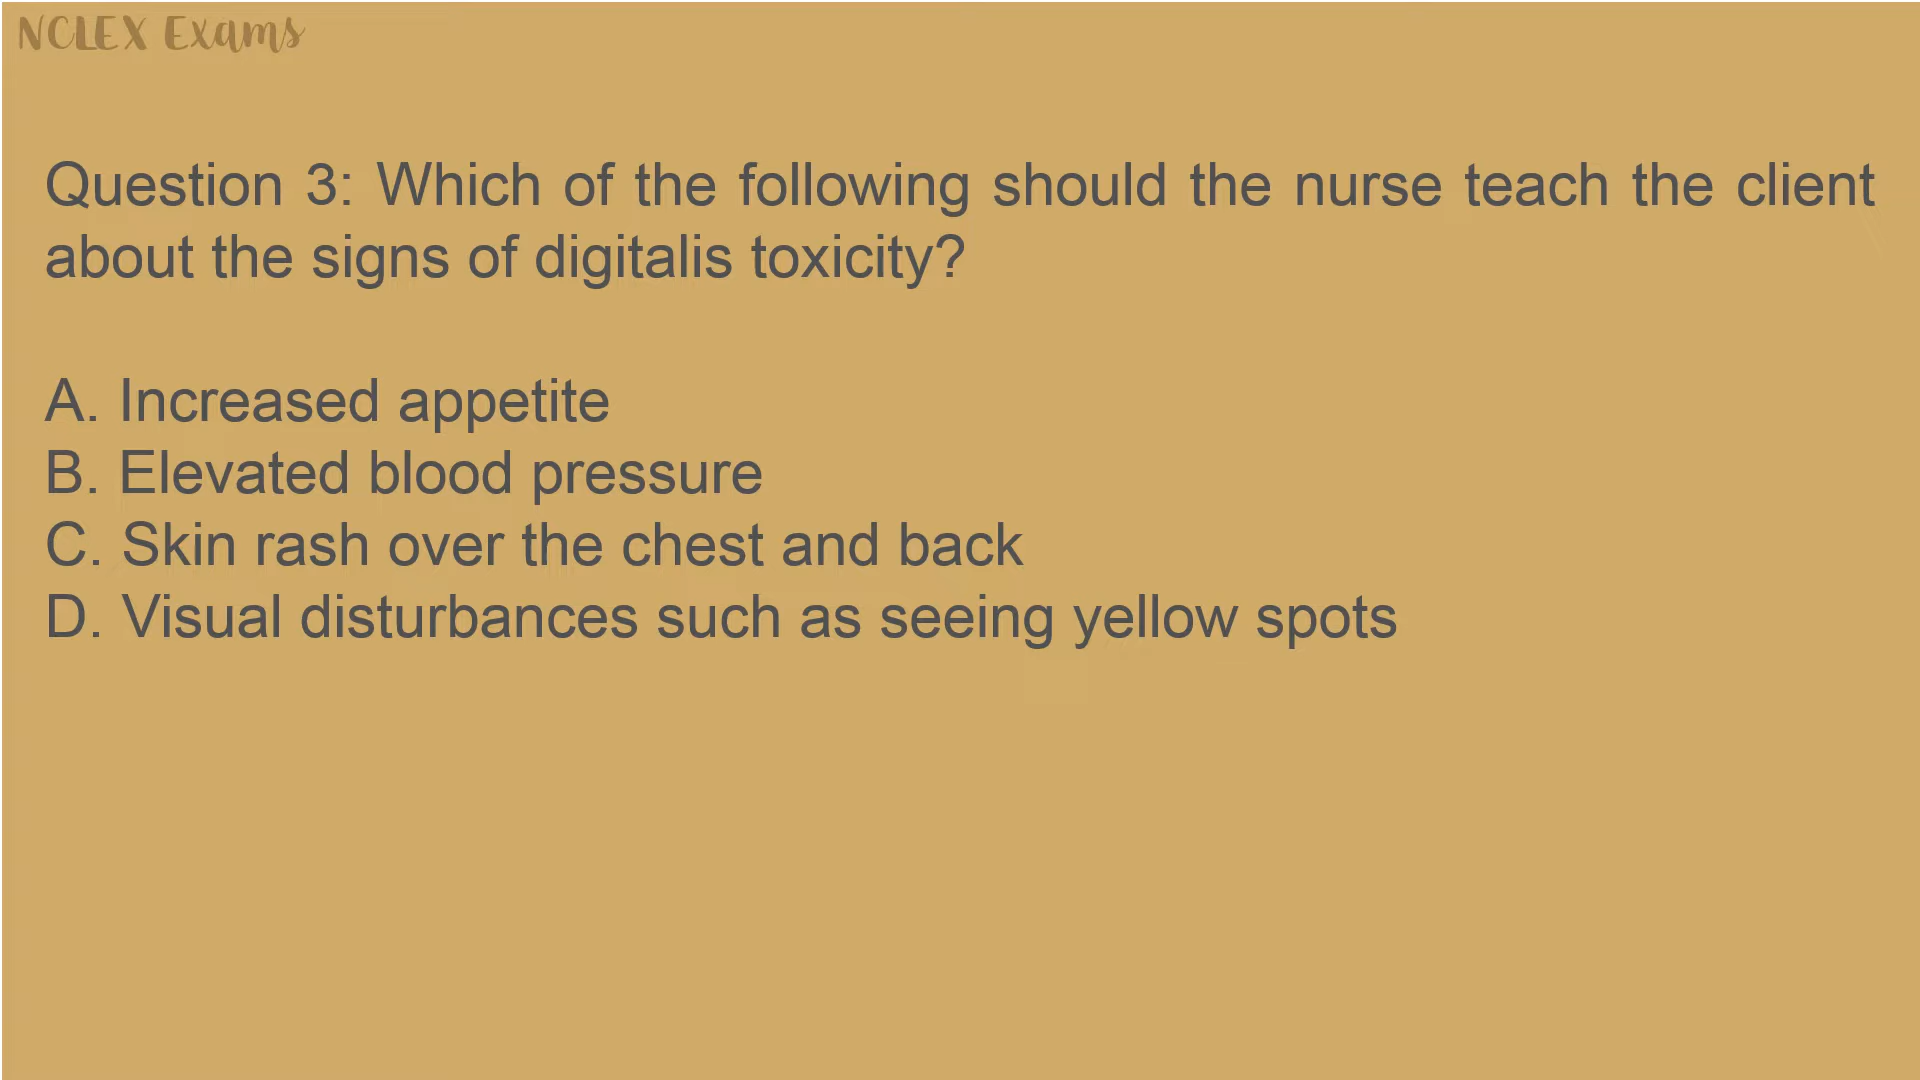 NCLEX Exams
Question 3: Which of the following should the nurse teach the client
about the signs of digitalis toxicity?
A. Increased appetite
B. Elevated blood pressure
C. Skin rash over the chest and back
D. Visual disturbances such as seeing yellow spots